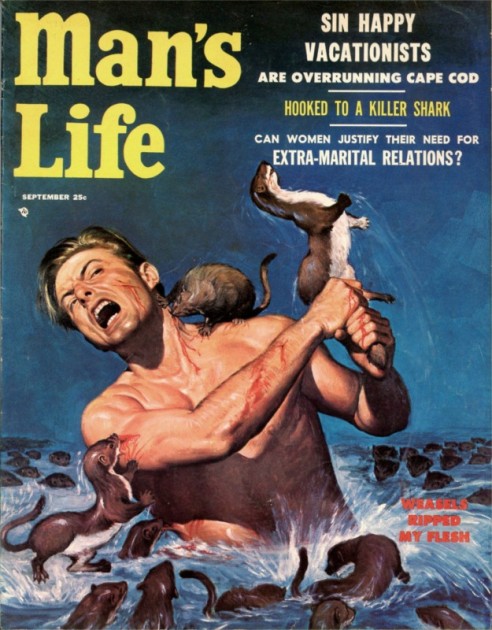 Man's
Life
SIN HAPPY
VACATIONISTS
ARE OVERRUNNING CAPE COD
HOOKED TO A KILLER SHARK
CAN WOMEN JUSTIFY THEIR NEED FOR
EXTRA-MARITAL RELATIONS?
SEPTEMBER 25c
WEASELS
RIPPED
MY FLESH